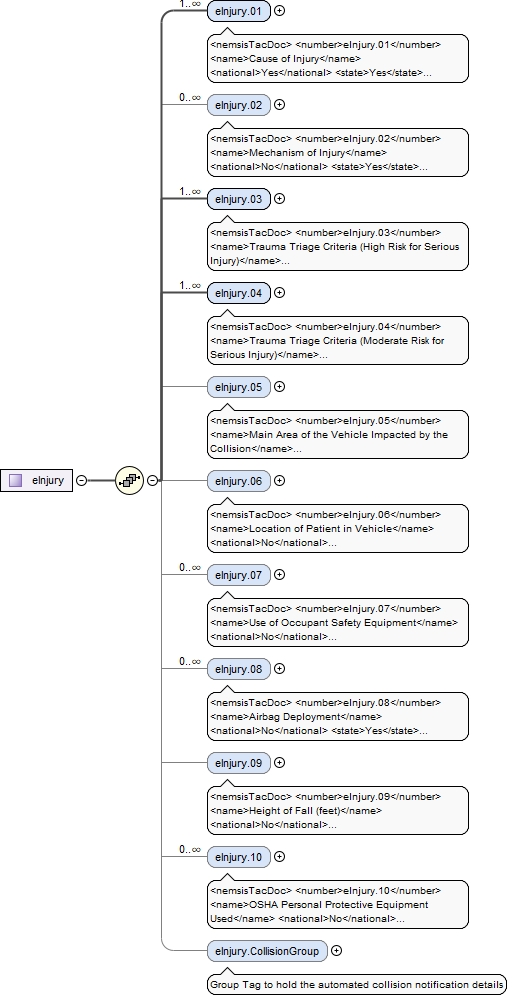 1..∞
eInjury.01
<nemsisTacDoc> <number>eInjury.01</number>
<name>Cause of Injury</name>
<national>Yes</national> <state>Yes</state>...
0..∞
eInjury.02
<nemsisTacDoc> <number>eInjury.02</number>
<name>Mechanism of Injury</name>
<national>No</national> <state>Yes</state>...
1..∞
eInjury.03
<nemsisTacDoc> <number>eInjury.03</number>
<name>Trauma Triage Criteria (High Risk for Serious
Injury)</name>...
1..∞
eInjury.04
<nemsisTacDoc> <number>eInjury.04</number>
<name>Trauma Triage Criteria (Moderate Risk for
Serious Injury)</name>...
eInjury.05
<nemsisTacDoc> <number>eInjury.05</number>
<name>Main Area of the Vehicle Impacted by the
Collision</name>...
eInjury
eInjury.06
<nemsisTacDoc> <number>eInjury.06</number>
<name>Location of Patient in Vehicle</name>
<national>No</national>...
0..∞
eInjury.07
<nemsisTacDoc> <number>eInjury.07</number>
<name>Use of Occupant Safety Equipment</name>
<national>No</national>...
0..∞
eInjury.08
<nemsisTacDoc> <number>eInjury.08</number>
<name>Airbag Deployment</name>
<national>No</national> <state>Yes</state>...
eInjury.09
<nemsisTacDoc> <number>eInjury.09</number>
<name>Height of Fall (feet)</name>
<national>No</national>...
0..∞
eInjury.10
<nemsisTacDoc> <number>eInjury.10</number>
<name>OSHA Personal Protective Equipment
Used</name> <national>No</national>...
eInjury.CollisionGroup
Group Tag to hold the automated collision notification details